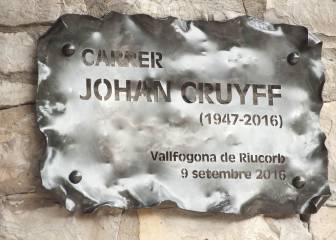 CARRER
JOHAN CRUYFF
(1947-2016)
Vallfogona de Riucorb
9 setembre 2016